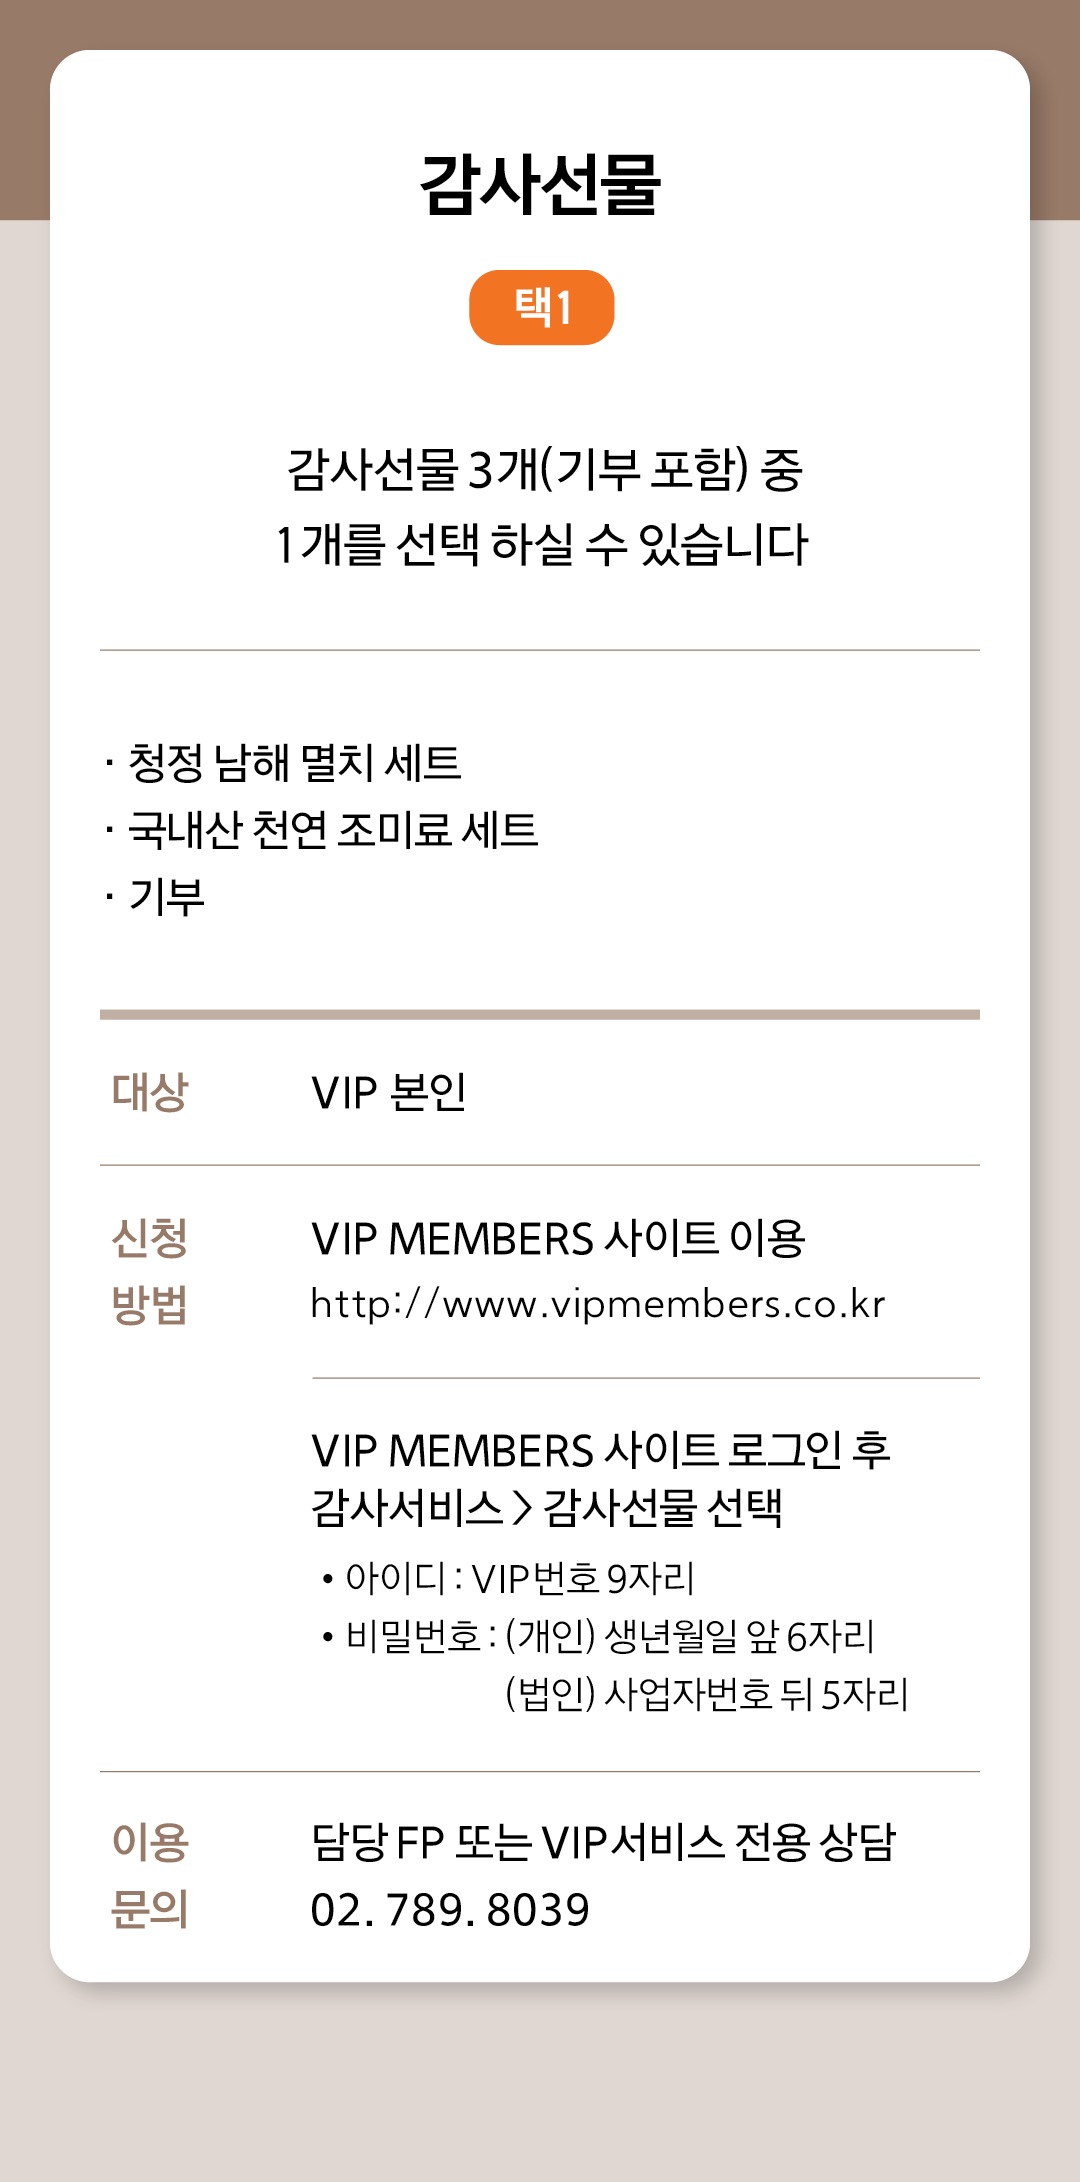 감사선물
택1
감사선물 3개(기부 포함) 중
1개를 선택 하실 수 있습니다
· 청정 남해 멸치 세트
· 국내산 천연 조미료 세트
· 기부
대상 VIP 본인
신청 VIP MEMBERS 사이트 이용
방법 http://www.vipmembers.co.kr
VIP MEMBERS 사이트 로그인 후
감사서비스 > 감사선물 선택
• 아이디 : VIP번호 9자리
• 비밀번호 : (개인) 생년월일 앞 6자리
(법인) 사업자번호 뒤 5자리
이용 담당 FP 또는 VIP서비스 전용 상담
문의 02. 789. 8039